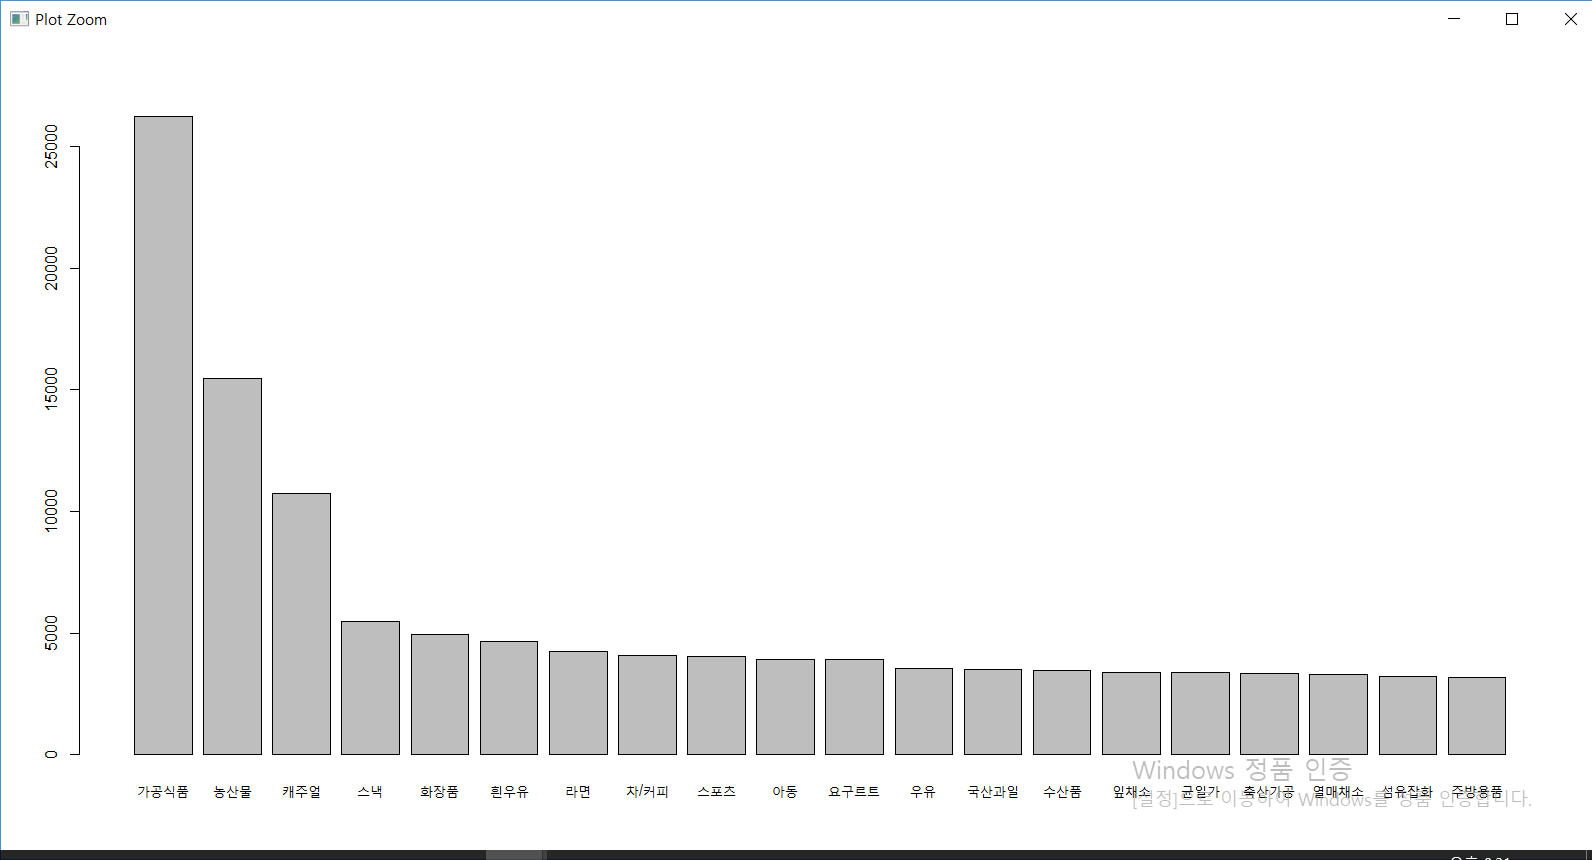 Plot Zoom
25000
20000
15000
10000
5000
0
가공식품 농산물 캐주얼 스낵 화장품 흰우유 라면 차/커피 스포츠 아동 요구르트 우유 국산과일 수산품 잎채소 균일가 축산가공 열매채소 섬유잡화 주방용품
Windows 정품 인증
[설정]으로 이동하여 Windows를 정품 인증합니다.